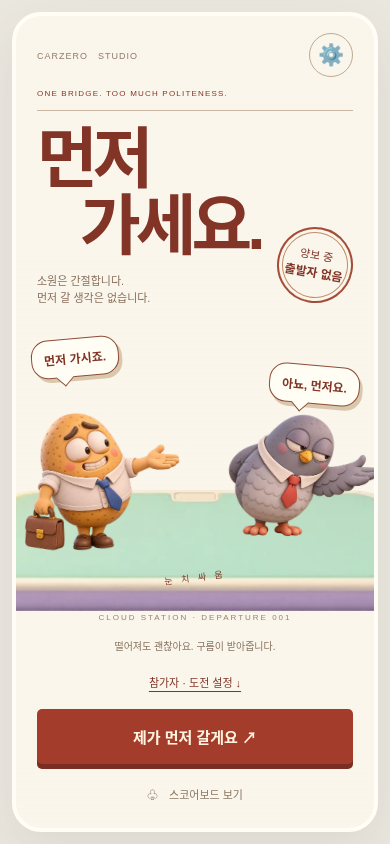 CARZERO STUDIO
ONE BRIDGE. TOO MUCH POLITENESS.
먼저
가세요.
양보 중
출발자 없음
소원은 간절합니다.
먼저 갈 생각은 없습니다.
먼저 가시죠.
아뇨, 먼저요.
눈치싸움
CLOUD STATION · DEPARTURE 001
떨어져도 괜찮아요. 구름이 받아줍니다.
참가자 · 도전 설정 ↓
제가 먼저 갈게요 ↗
♧ 스코어보드 보기